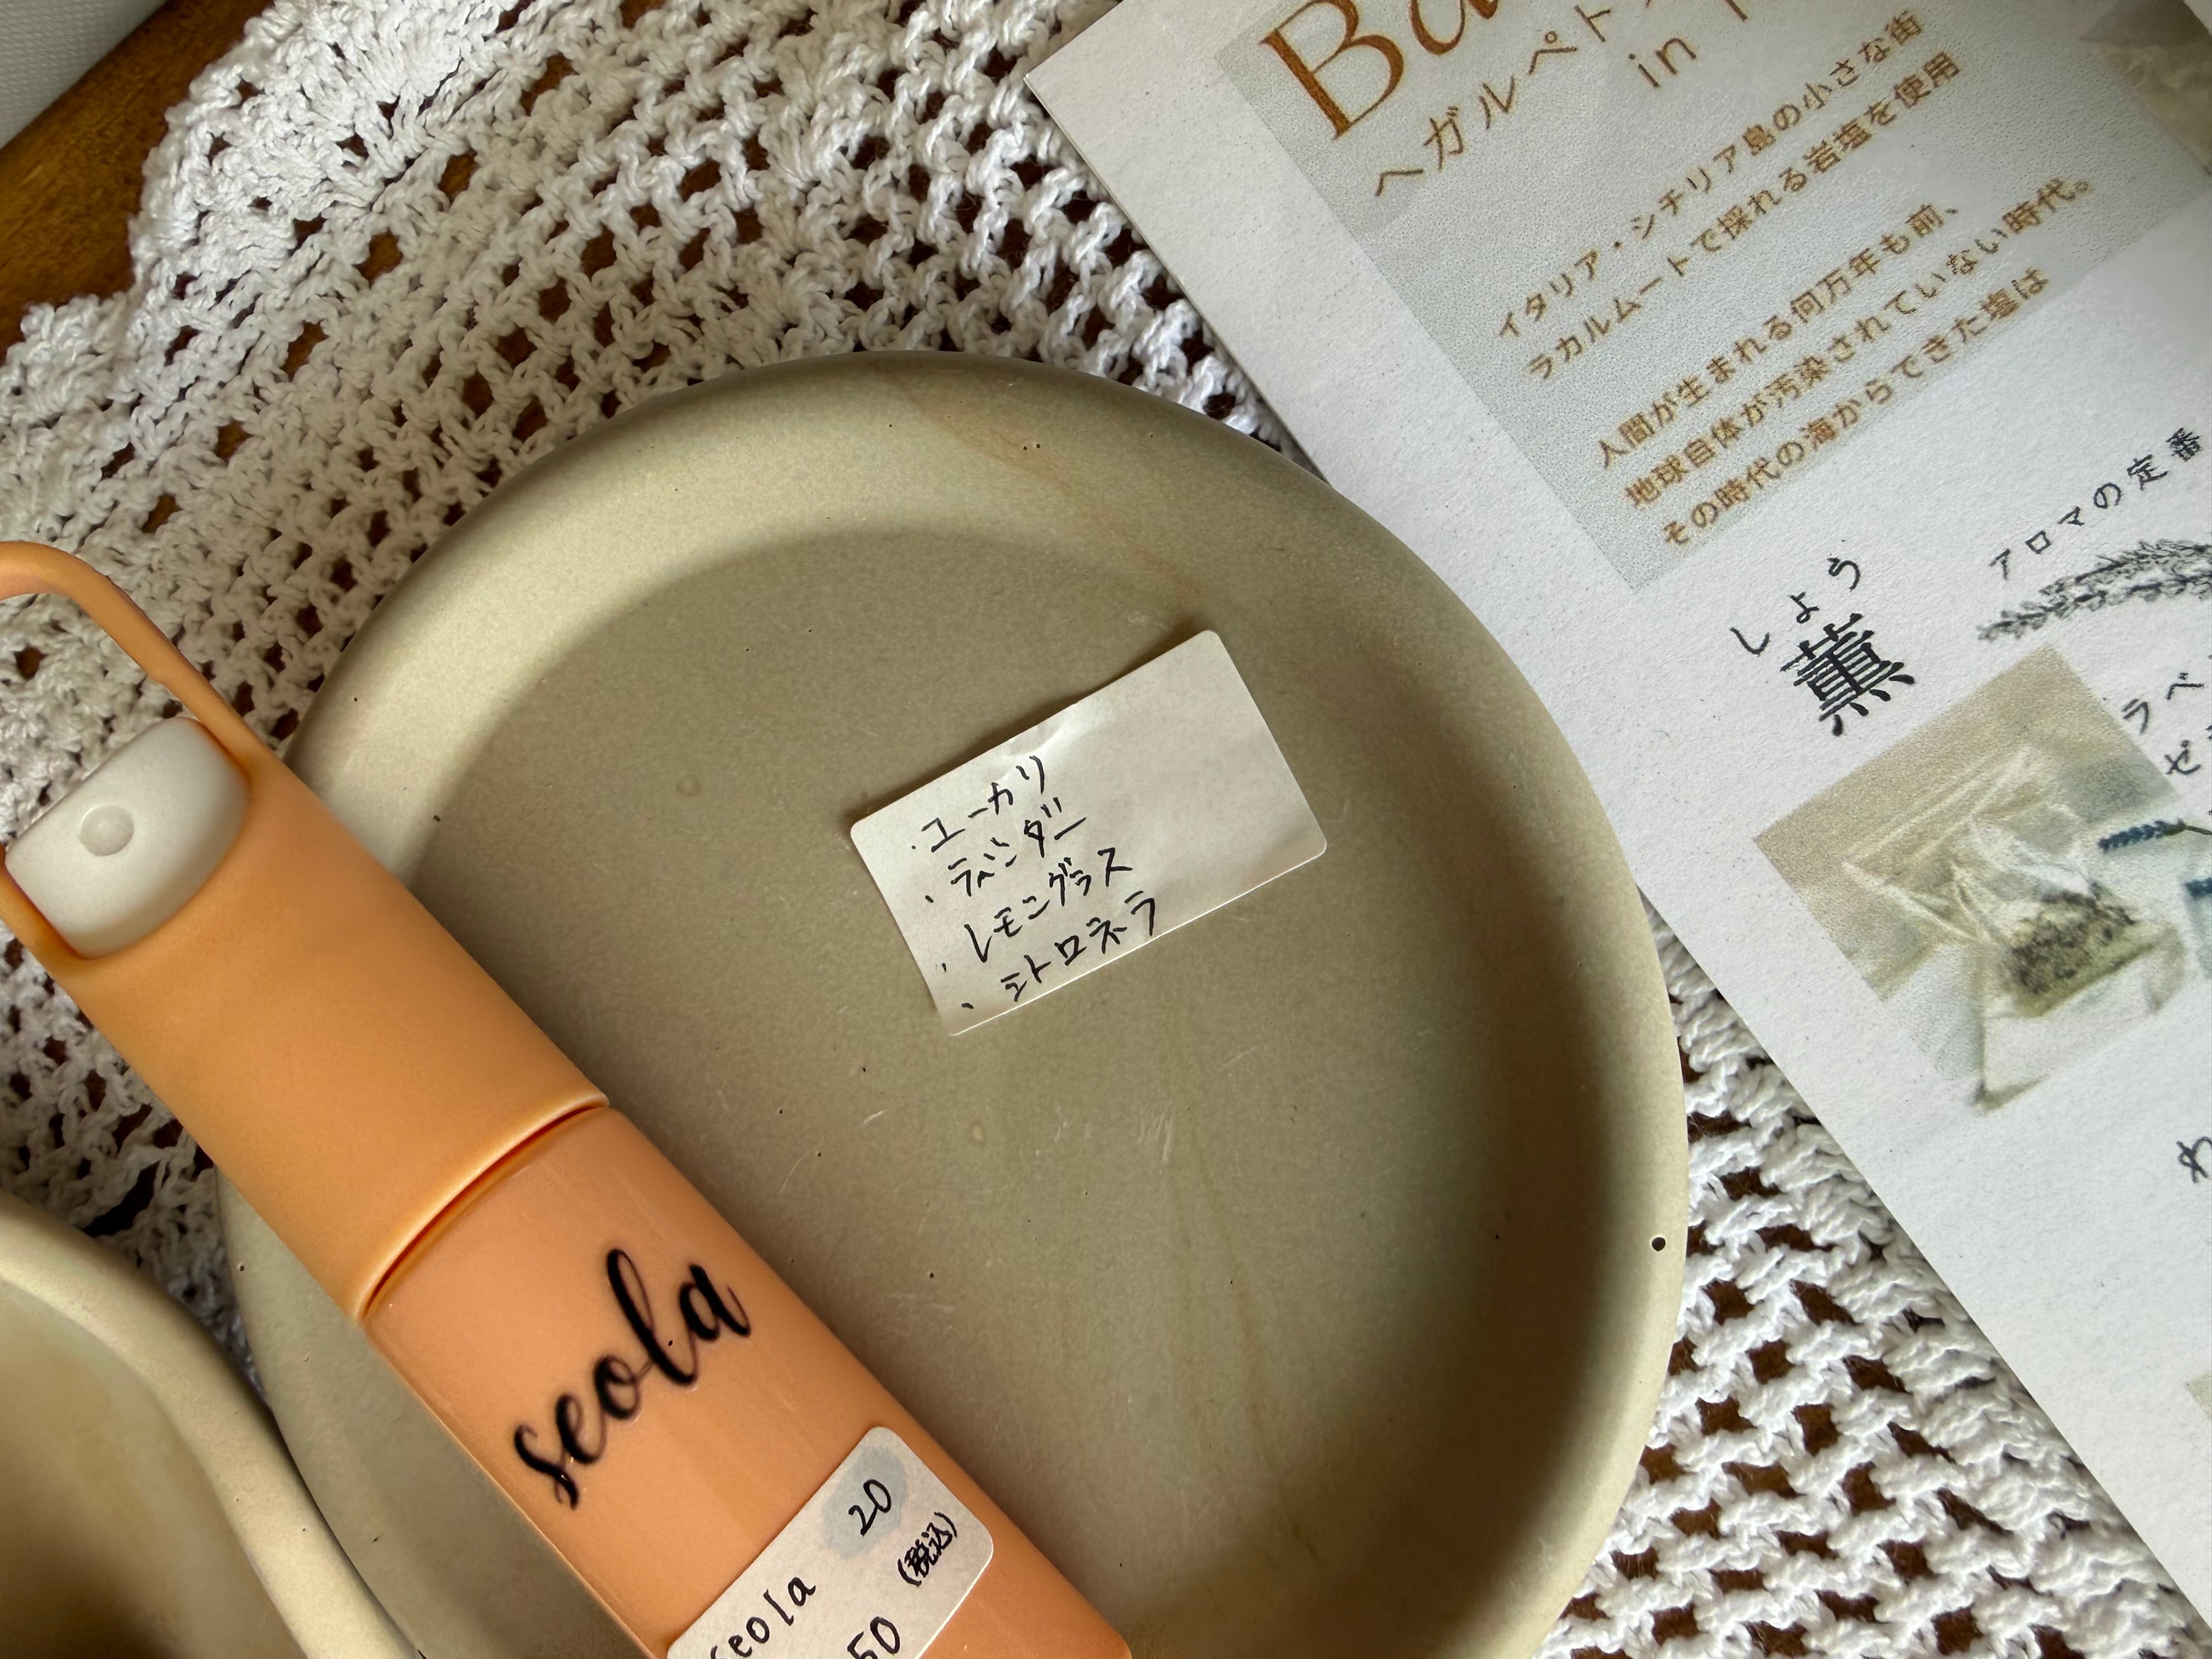 ヘガルペト
in
イタリア・シチリア島の小さな街
ラカルムートで採れる岩塩を使用
人間が生まれる何万年も前、
地球自体が汚染されていない時代。
その時代の海からできた塩は
アロマの定番
しょう
薫
ラベ
ゼ
わ
・ユーカリ
・ラベンダー
・レモングラス
・シトロネラ
seola
20
(税込)
seola
50